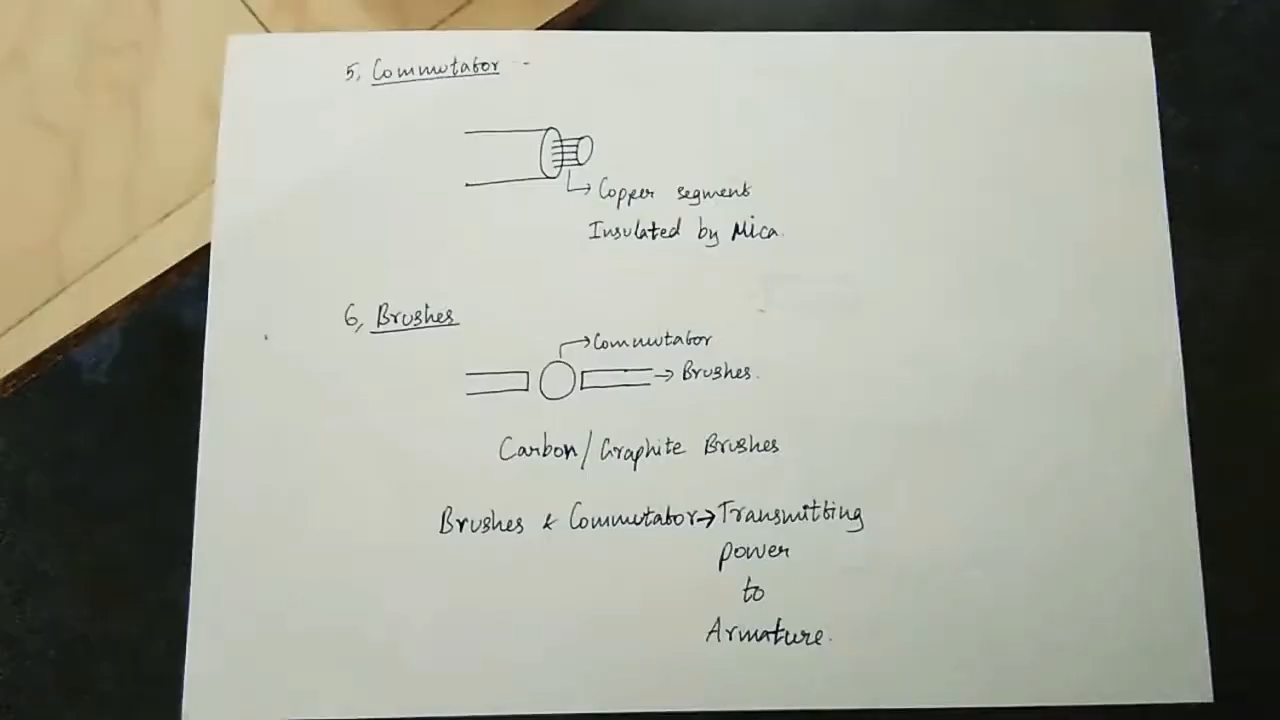 5, Commutator :-
Copper segment
Insulated by Mica.
6, Brushes
Commutator
Brushes.
Carbon/Graphite Brushes
Brushes & Commutator→Transmitting
power
to
Armature.